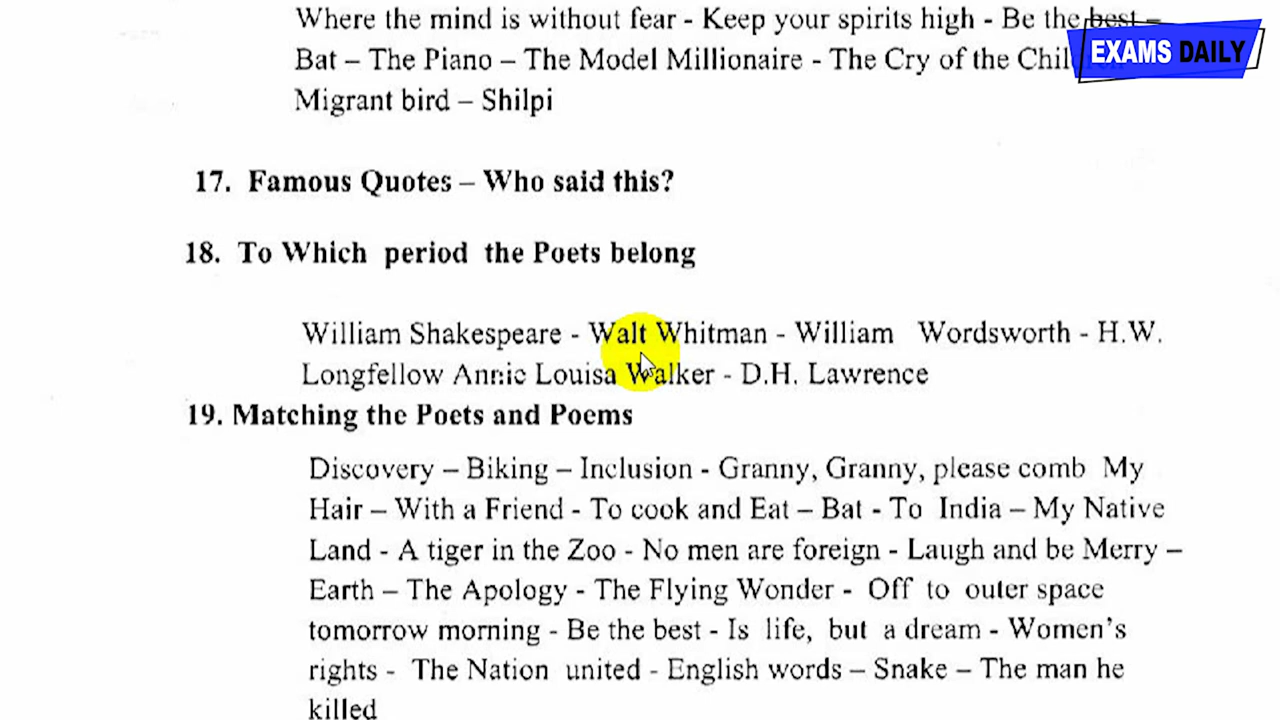 Where the mind is without fear - Keep your spirits high - Be the best –
EXAMS DAILY
Bat – The Piano – The Model Millionaire - The Cry of the
Migrant bird – Shilpi
17. Famous Quotes – Who said this?
18. To Which period the Poets belong
William Shakespeare - Walt Whitman - William Wordsworth - H.W.
Longfellow Annie Louisa Walker - D.H. Lawrence
19. Matching the Poets and Poems
Discovery – Biking – Inclusion - Granny, Granny, please comb My
Hair – With a Friend - To cook and Eat – Bat - To India – My Native
Land - A tiger in the Zoo - No men are foreign - Laugh and be Merry –
Earth – The Apology - The Flying Wonder - Off to outer space
tomorrow morning - Be the best - Is life, but a dream - Women's
rights - The Nation united - English words – Snake – The man he
killed